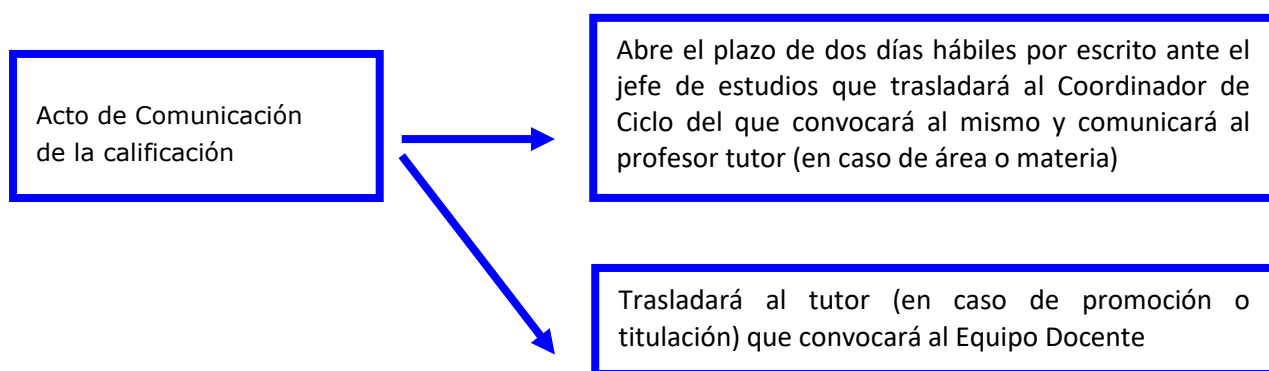 Acto de Comunicación
de la calificación
Abre el plazo de dos días hábiles por escrito ante el
jefe de estudios que trasladará al Coordinador de
Ciclo del que convocará al mismo y comunicará al
profesor tutor (en caso de área o materia)
Trasladará al tutor (en caso de promoción o
titulación) que convocará al Equipo Docente